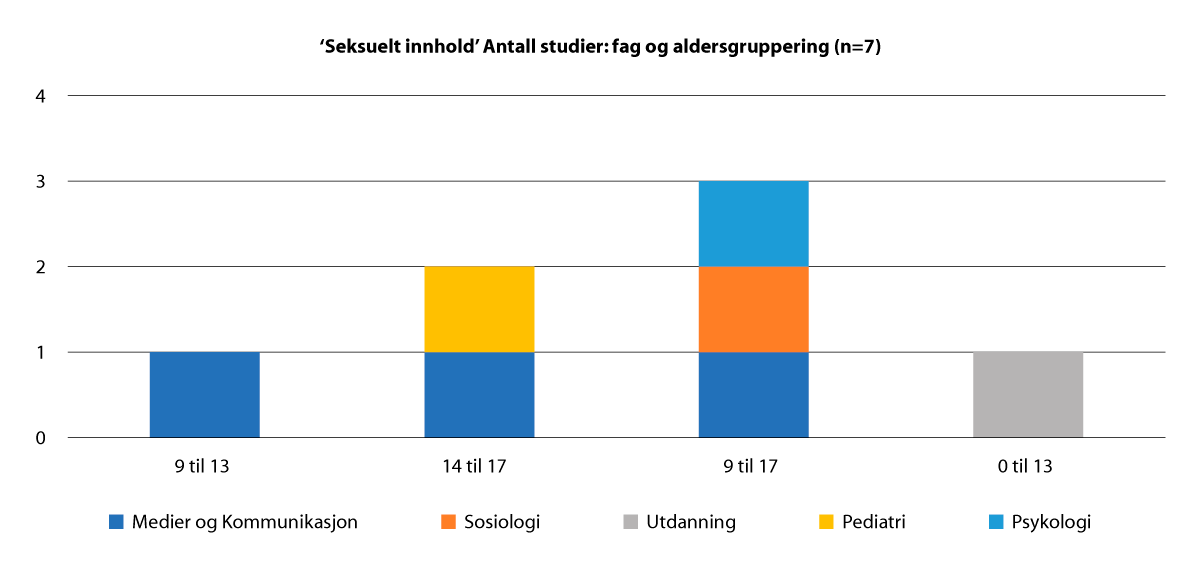 ‘Seksuelt innhold’ Antall studier: fag og aldersgruppering (n=7)
4
3
2
1
0
9 til 13 14 til 17 9 til 17 0 til 13
Medier og Kommunikasjon Sosiologi Utdanning Pediatri Psykologi